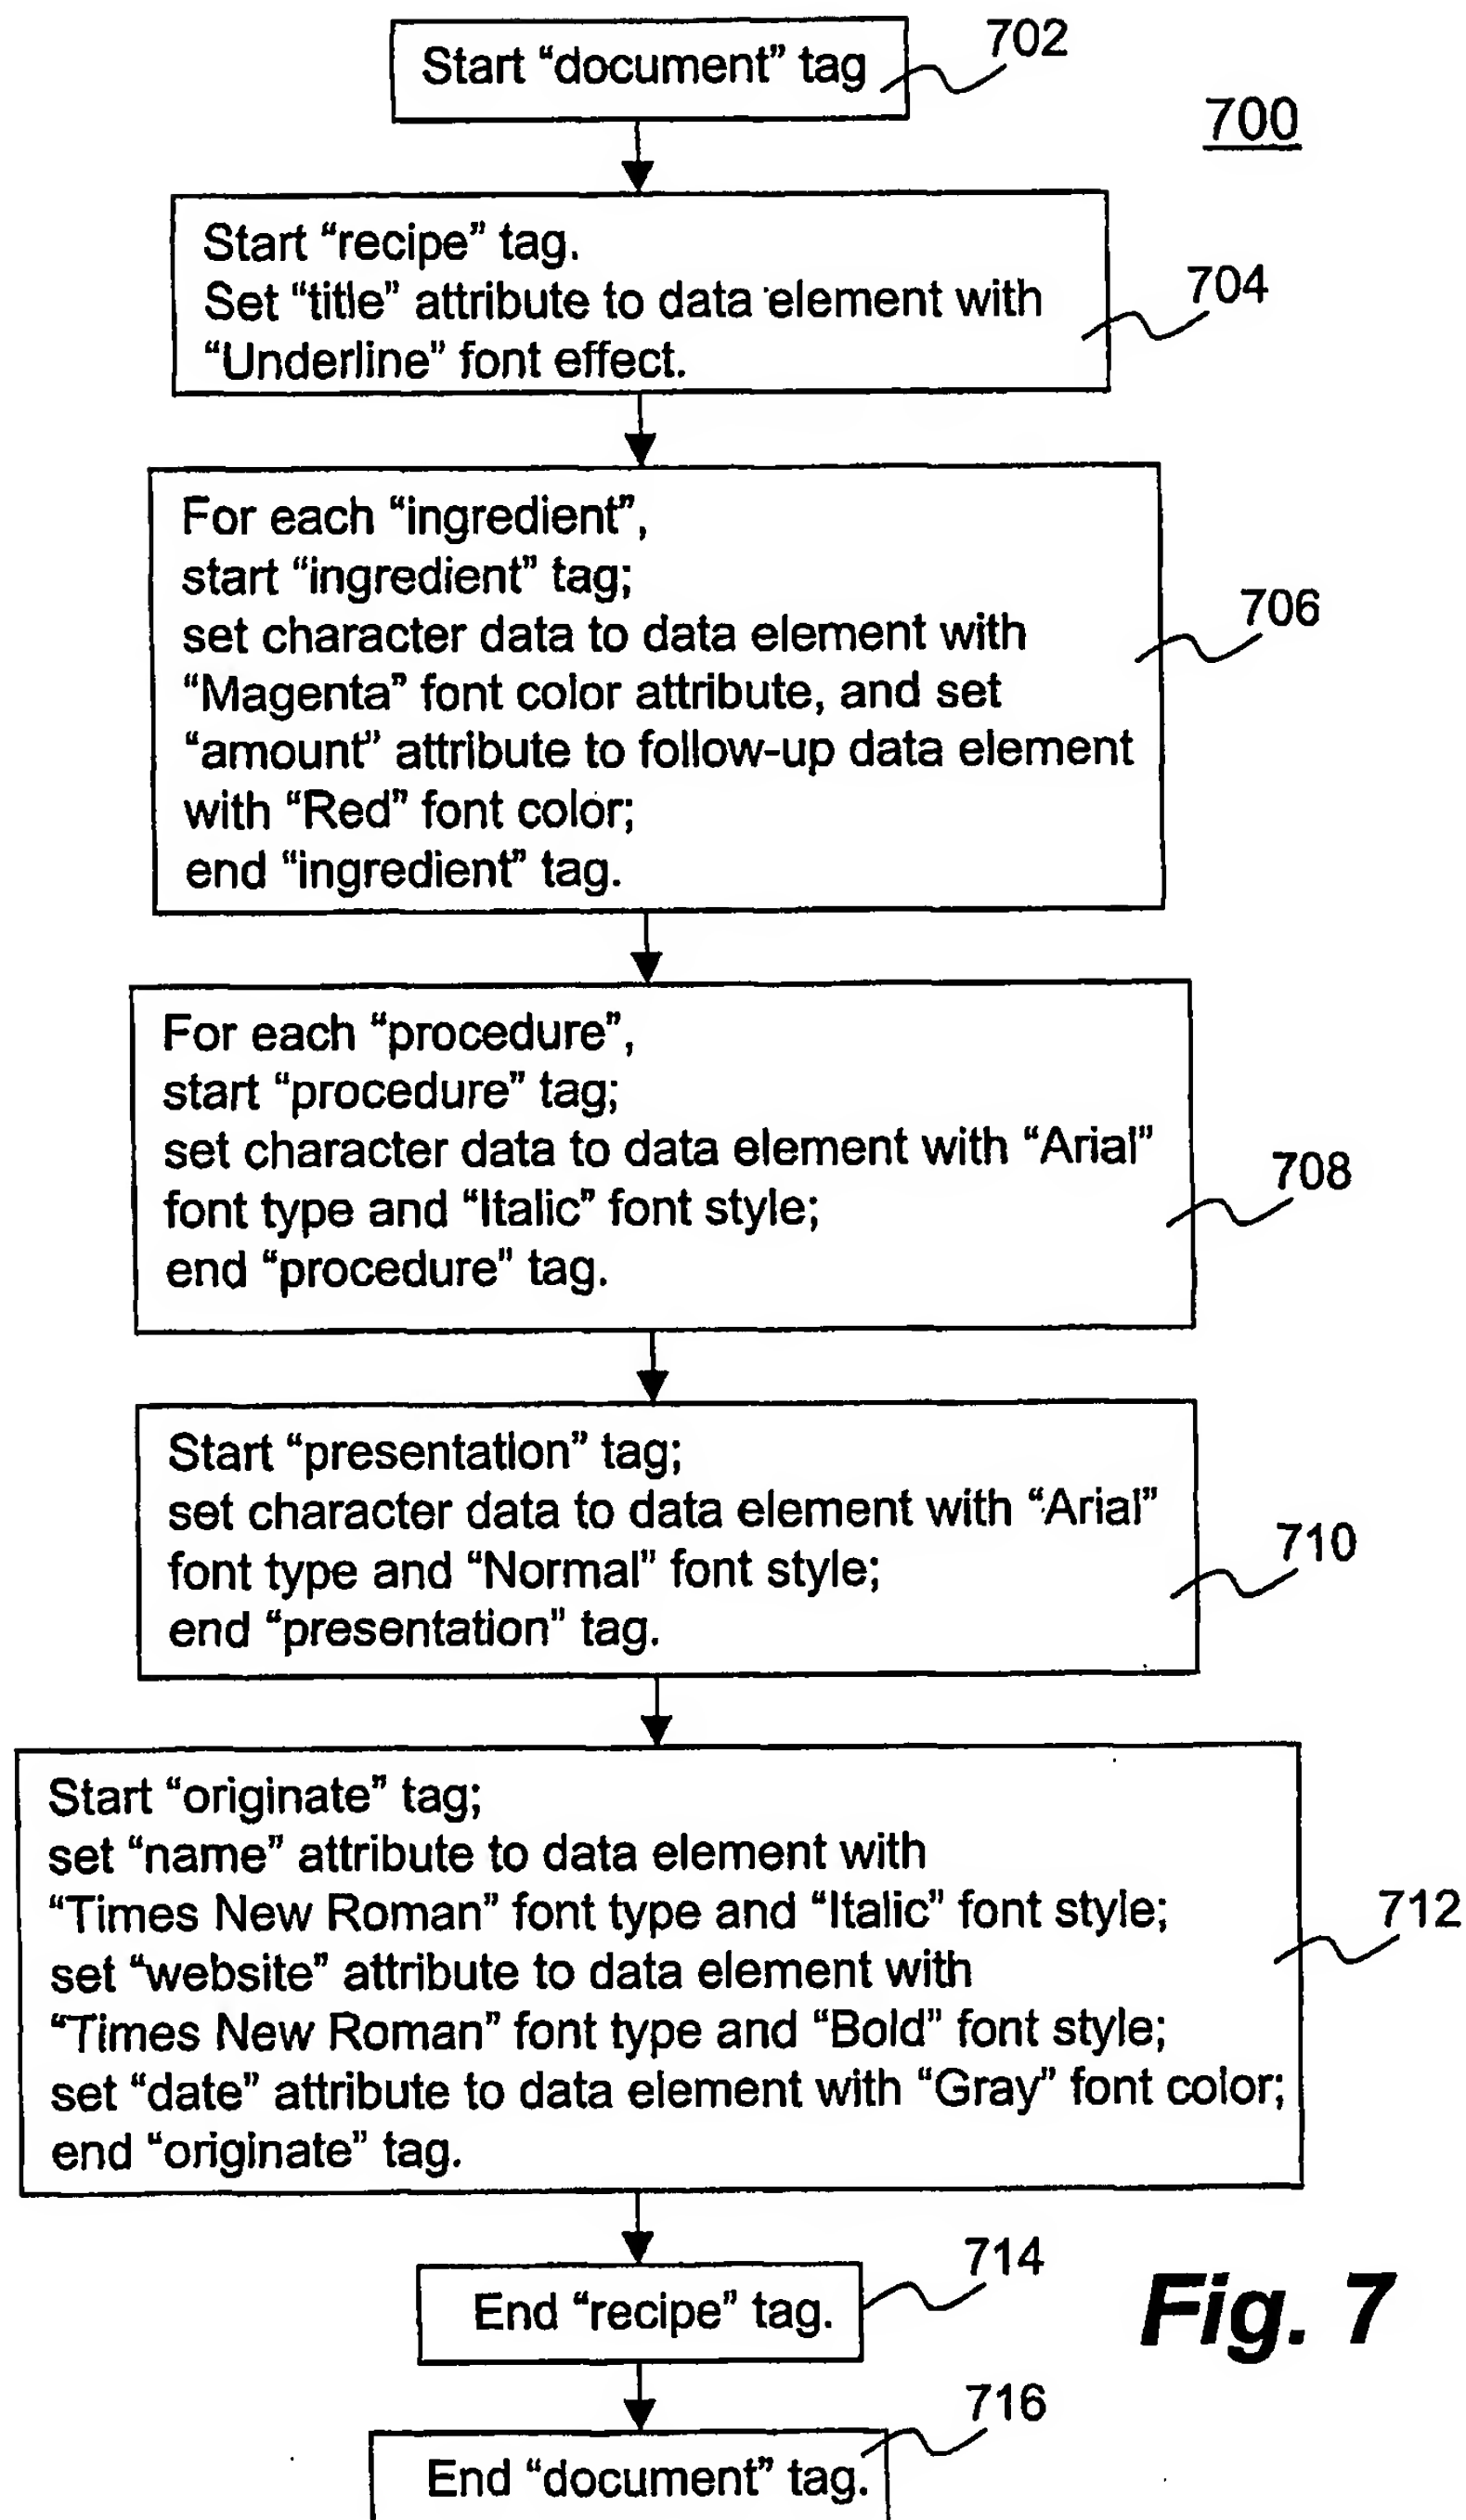 Start “document” tag
702
700
Start “recipe” tag.
Set “title” attribute to data element with
“Underline” font effect.
704
For each “ingredient”,
start “ingredient” tag;
set character data to data element with
“Magenta” font color attribute, and set
“amount” attribute to follow-up data element
with “Red” font color;
end “ingredient” tag.
706
For each “procedure”,
start “procedure” tag;
set character data to data element with “Arial”
font type and “Italic” font style;
end “procedure” tag.
708
Start “presentation” tag;
set character data to data element with “Arial”
font type and “Normal” font style;
end “presentation” tag.
710
Start “originate” tag;
set “name” attribute to data element with
“Times New Roman” font type and “Italic” font style;
set “website” attribute to data element with
“Times New Roman” font type and “Bold” font style;
set “date” attribute to data element with “Gray” font color;
end “originate” tag.
712
End “recipe” tag.
714
Fig. 7
End “document” tag.
716